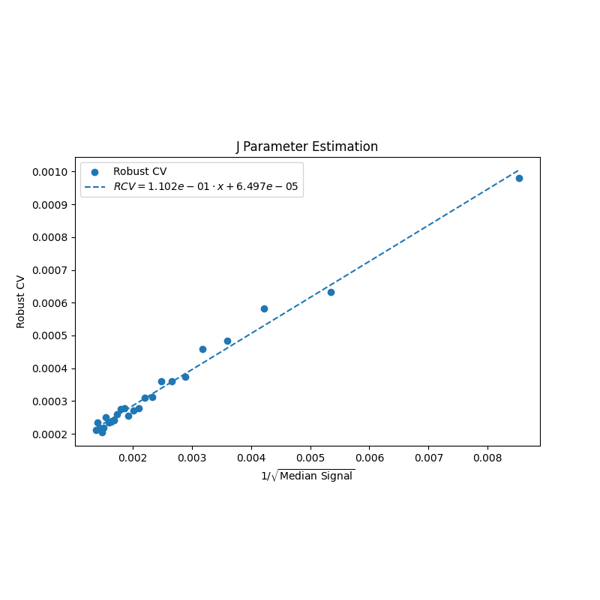 J Parameter Estimation
Robust CV
RCV = 1.102e − 01 · x + 6.497e − 05
0.0010
0.0009
0.0008
0.0007
0.0006
0.0005
0.0004
0.0003
0.0002
Robust CV
0.002 0.003 0.004 0.005 0.006 0.007 0.008
1/√Median Signal